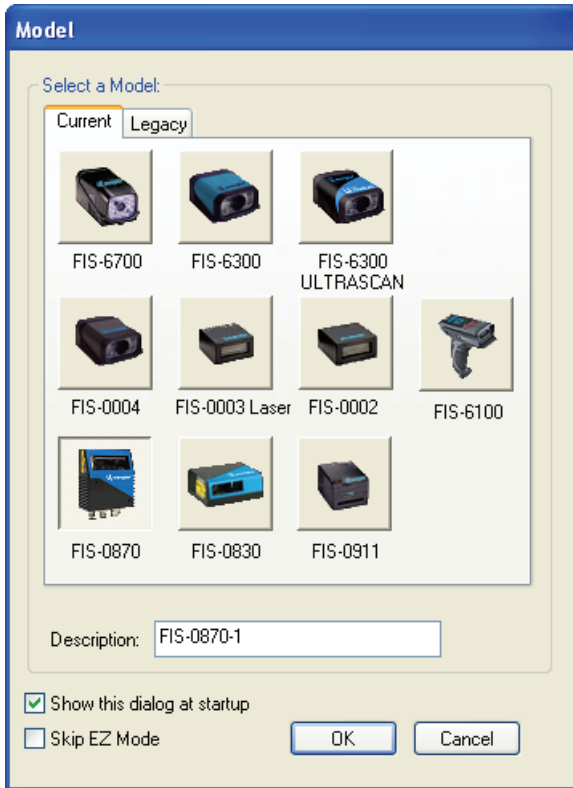 Model
Select a Model:
Current Legacy
FIS-6700 FIS-6300 FIS-6300
ULTRASCAN
FIS-0004 FIS-0003 Laser FIS-0002 FIS-6100
FIS-0870 FIS-0830 FIS-0911
Description: FIS-0870-1
Show this dialog at startup
Skip EZ Mode OK Cancel